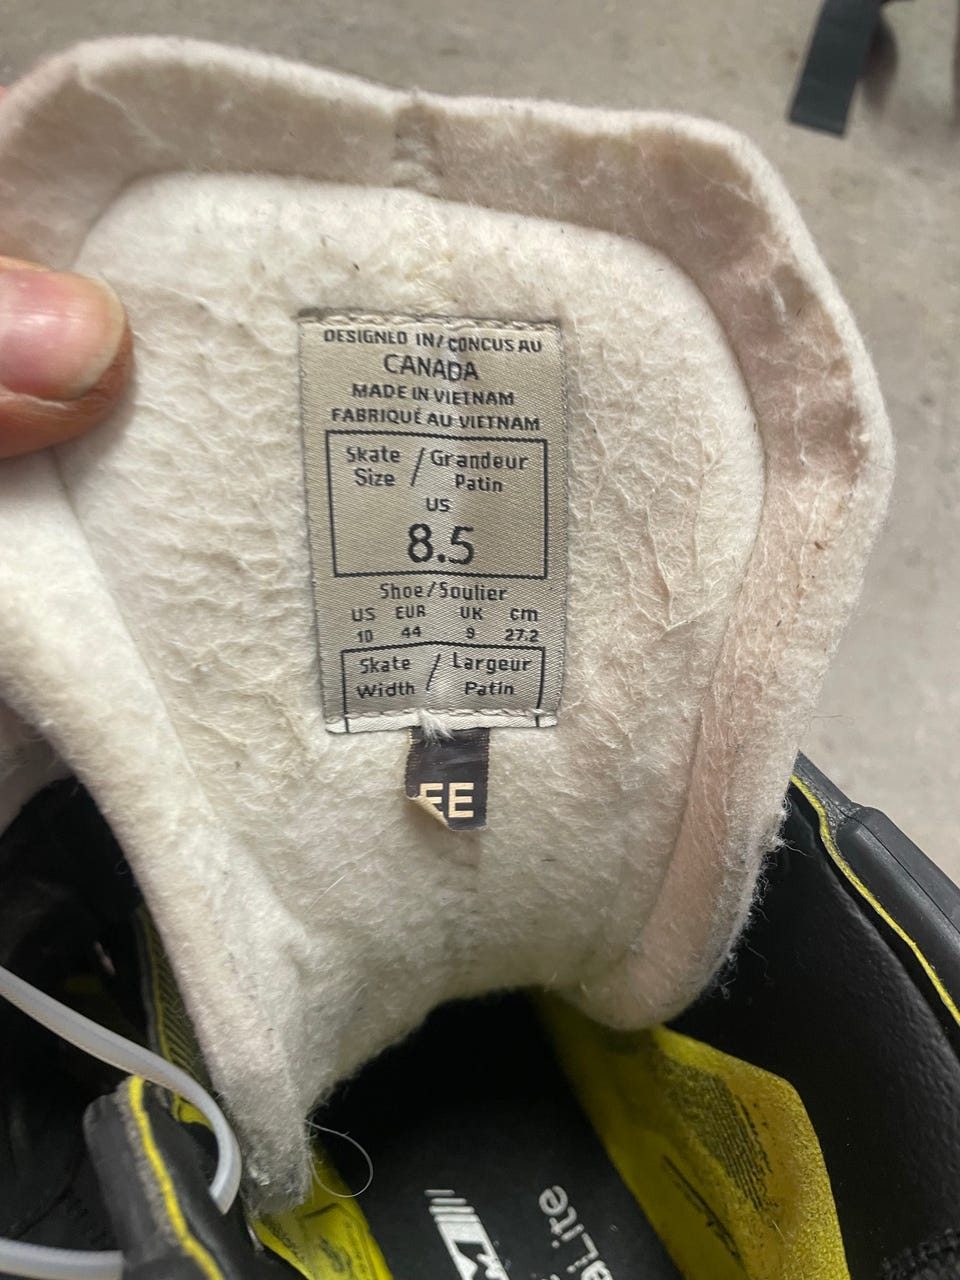 DESIGNED IN/CONCUS AU
CANADA
MADE IN VIETNAM
FABRIQUÉ AU VIETNAM
Skate Size / Grandeur Patin
US
8.5
Shoe/Soulier
US EUR UK cm
10 44 9 27.2
Skate Width / Largeur Patin
EE